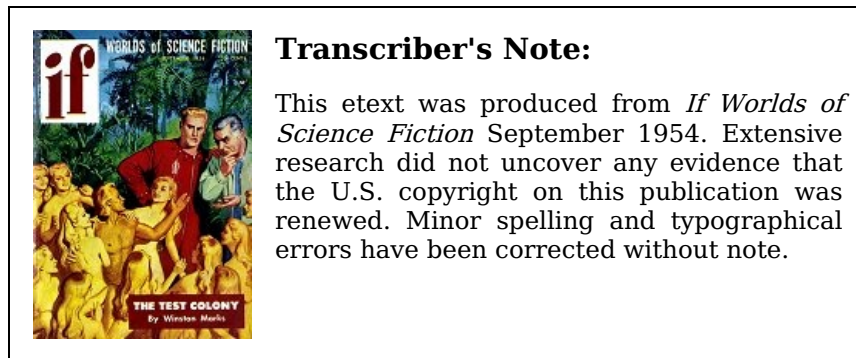 if
WORLDS of SCIENCE FICTION
SEPTEMBER 1954
THE TEST COLONY
By Winston Marks
Transcriber's Note:
This etext was produced from If Worlds of
Science Fiction September 1954. Extensive
research did not uncover any evidence that
the U.S. copyright on this publication was
renewed. Minor spelling and typographical
errors have been corrected without note.